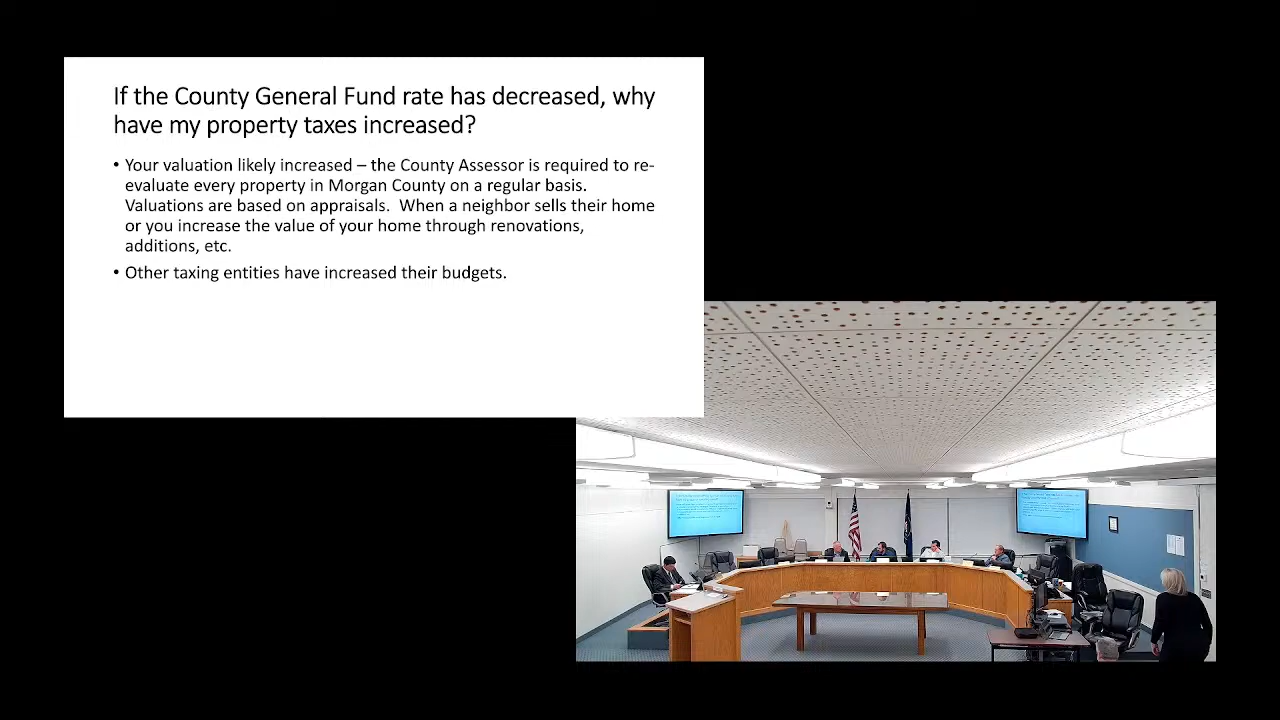 If the County General Fund rate has decreased, why
have my property taxes increased?
• Your valuation likely increased – the County Assessor is required to re-
evaluate every property in Morgan County on a regular basis.
Valuations are based on appraisals.  When a neighbor sells their home
or you increase the value of your home through renovations,
additions, etc.
• Other taxing entities have increased their budgets.